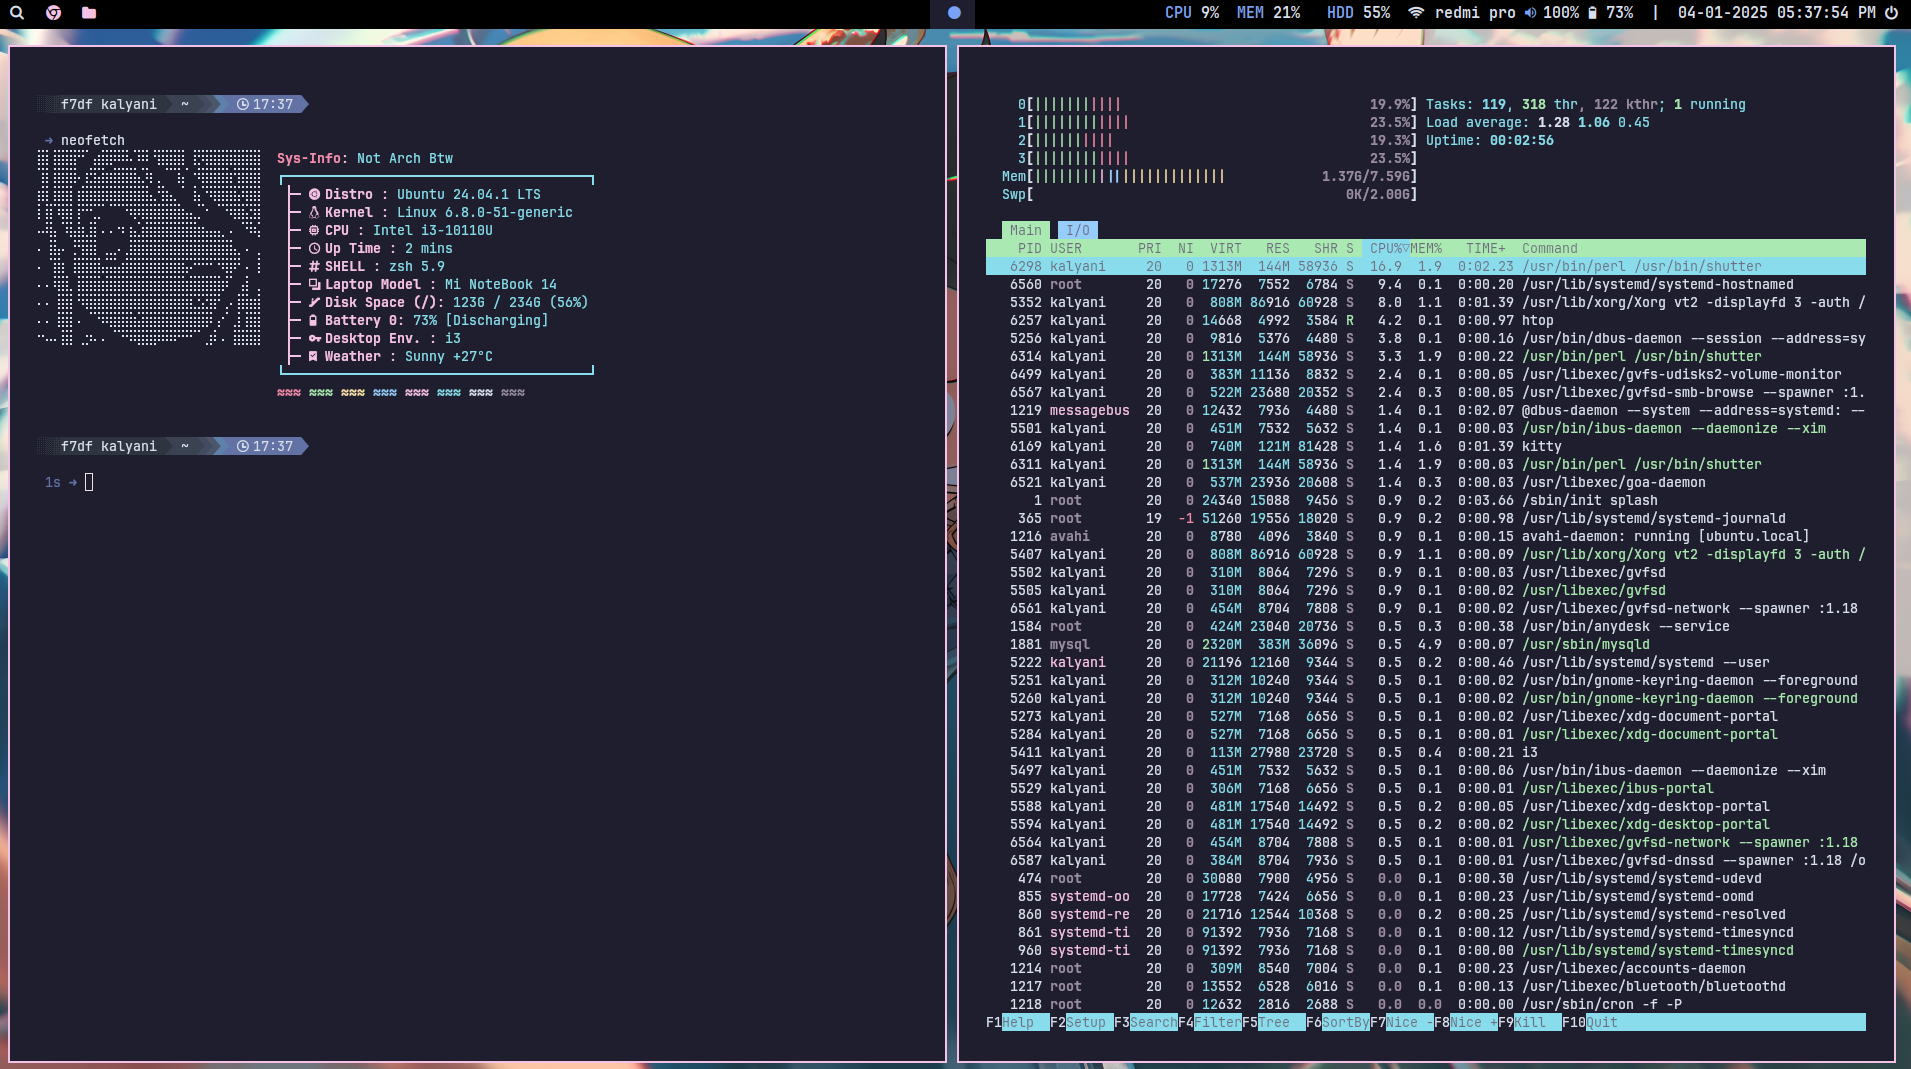 CPU 9% MEM 21% HDD 55% redmi pro 100% 73% | 04-01-2025 05:37:54 PM
f7df kalyani ~ 17:37
→ neofetch
Sys-Info: Not Arch Btw
Distro : Ubuntu 24.04.1 LTS
Kernel : Linux 6.8.0-51-generic
CPU : Intel i3-10110U
Up Time : 2 mins
SHELL : zsh 5.9
Laptop Model : Mi NoteBook 14
Disk Space (/): 123G / 234G (56%)
Battery 0: 73% [Discharging]
Desktop Env. : i3
Weather : Sunny +27°C
≈≈≈ ≈≈≈ ≈≈≈ ≈≈≈ ≈≈≈ ≈≈≈ ≈≈≈ ≈≈≈
f7df kalyani ~ 17:37
1s →
0[||||||||||| 19.9%] Tasks: 119, 318 thr, 122 kthr; 1 running
1[|||||||||||| 23.5%] Load average: 1.28 1.06 0.45
2[|||||||||| 19.3%] Uptime: 00:02:56
3[|||||||||||| 23.5%]
Mem[|||||||||||||||||||||||| 1.37G/7.59G]
Swp[ 0K/2.00G]
Main I/O
PID USER PRI NI VIRT RES SHR S CPU%▽MEM% TIME+ Command
6298 kalyani 20 0 1313M 144M 58936 S 16.9 1.9 0:02.23 /usr/bin/perl /usr/bin/shutter
6560 root 20 0 17276 7552 6784 S 9.4 0.1 0:00.20 /usr/lib/systemd/systemd-hostnamed
5352 kalyani 20 0 808M 86916 60928 S 8.0 1.1 0:01.39 /usr/lib/xorg/Xorg vt2 -displayfd 3 -auth /
6257 kalyani 20 0 14668 4992 3584 R 4.2 0.1 0:00.97 htop
5256 kalyani 20 0 9816 5376 4480 S 3.8 0.1 0:00.16 /usr/bin/dbus-daemon --session --address=sy
6314 kalyani 20 0 1313M 144M 58936 S 3.3 1.9 0:00.22 /usr/bin/perl /usr/bin/shutter
6499 kalyani 20 0 383M 11136 8832 S 2.4 0.1 0:00.05 /usr/libexec/gvfs-udisks2-volume-monitor
6567 kalyani 20 0 522M 23680 20352 S 2.4 0.3 0:00.05 /usr/libexec/gvfsd-smb-browse --spawner :1.
1219 messagebus 20 0 12432 7936 4480 S 1.4 0.1 0:02.07 @dbus-daemon --system --address=systemd: --
5501 kalyani 20 0 451M 7532 5632 S 1.4 0.1 0:00.03 /usr/bin/ibus-daemon --daemonize --xim
6169 kalyani 20 0 740M 121M 81428 S 1.4 1.6 0:01.39 kitty
6311 kalyani 20 0 1313M 144M 58936 S 1.4 1.9 0:00.03 /usr/bin/perl /usr/bin/shutter
6521 kalyani 20 0 537M 23936 20608 S 1.4 0.3 0:00.03 /usr/libexec/goa-daemon
1 root 20 0 24340 15088 9456 S 0.9 0.2 0:03.66 /sbin/init splash
365 root 19 -1 51260 19556 18020 S 0.9 0.2 0:00.98 /usr/lib/systemd/systemd-journald
1216 avahi 20 0 8780 4096 3840 S 0.9 0.1 0:00.15 avahi-daemon: running [ubuntu.local]
5407 kalyani 20 0 808M 86916 60928 S 0.9 1.1 0:00.09 /usr/lib/xorg/Xorg vt2 -displayfd 3 -auth /
5502 kalyani 20 0 310M 8064 7296 S 0.9 0.1 0:00.03 /usr/libexec/gvfsd
5505 kalyani 20 0 310M 8064 7296 S 0.9 0.1 0:00.02 /usr/libexec/gvfsd
6561 kalyani 20 0 454M 8704 7808 S 0.9 0.1 0:00.02 /usr/libexec/gvfsd-network --spawner :1.18
1584 root 20 0 424M 23040 20736 S 0.5 0.3 0:00.38 /usr/bin/anydesk --service
1881 mysql 20 0 2320M 383M 36096 S 0.5 4.9 0:00.07 /usr/sbin/mysqld
5222 kalyani 20 0 21196 12160 9344 S 0.5 0.2 0:00.46 /usr/lib/systemd/systemd --user
5251 kalyani 20 0 312M 10240 9344 S 0.5 0.1 0:00.02 /usr/bin/gnome-keyring-daemon --foreground
5260 kalyani 20 0 312M 10240 9344 S 0.5 0.1 0:00.02 /usr/bin/gnome-keyring-daemon --foreground
5273 kalyani 20 0 527M 7168 6656 S 0.5 0.1 0:00.02 /usr/libexec/xdg-document-portal
5284 kalyani 20 0 527M 7168 6656 S 0.5 0.1 0:00.01 /usr/libexec/xdg-document-portal
5411 kalyani 20 0 113M 27980 23720 S 0.5 0.4 0:00.21 i3
5497 kalyani 20 0 451M 7532 5632 S 0.5 0.1 0:00.06 /usr/bin/ibus-daemon --daemonize --xim
5529 kalyani 20 0 306M 7168 6656 S 0.5 0.1 0:00.01 /usr/libexec/ibus-portal
5588 kalyani 20 0 481M 17540 14492 S 0.5 0.2 0:00.05 /usr/libexec/xdg-desktop-portal
5594 kalyani 20 0 481M 17540 14492 S 0.5 0.2 0:00.02 /usr/libexec/xdg-desktop-portal
6564 kalyani 20 0 454M 8704 7808 S 0.5 0.1 0:00.01 /usr/libexec/gvfsd-network --spawner :1.18
6587 kalyani 20 0 384M 8704 7936 S 0.5 0.1 0:00.01 /usr/libexec/gvfsd-dnssd --spawner :1.18 /o
474 root 20 0 30080 7900 4956 S 0.0 0.1 0:00.30 /usr/lib/systemd/systemd-udevd
855 systemd-oo 20 0 17728 7424 6656 S 0.0 0.1 0:00.23 /usr/lib/systemd/systemd-oomd
860 systemd-re 20 0 21716 12544 10368 S 0.0 0.2 0:00.25 /usr/lib/systemd/systemd-resolved
861 systemd-ti 20 0 91392 7936 7168 S 0.0 0.1 0:00.12 /usr/lib/systemd/systemd-timesyncd
960 systemd-ti 20 0 91392 7936 7168 S 0.0 0.1 0:00.00 /usr/lib/systemd/systemd-timesyncd
1214 root 20 0 309M 8540 7004 S 0.0 0.1 0:00.23 /usr/libexec/accounts-daemon
1217 root 20 0 13552 6528 6016 S 0.0 0.1 0:00.13 /usr/libexec/bluetooth/bluetoothd
1218 root 20 0 12632 2816 2688 S 0.0 0.0 0:00.00 /usr/sbin/cron -f -P
F1Help F2Setup F3SearchF4FilterF5Tree F6SortByF7Nice -F8Nice +F9Kill F10Quit